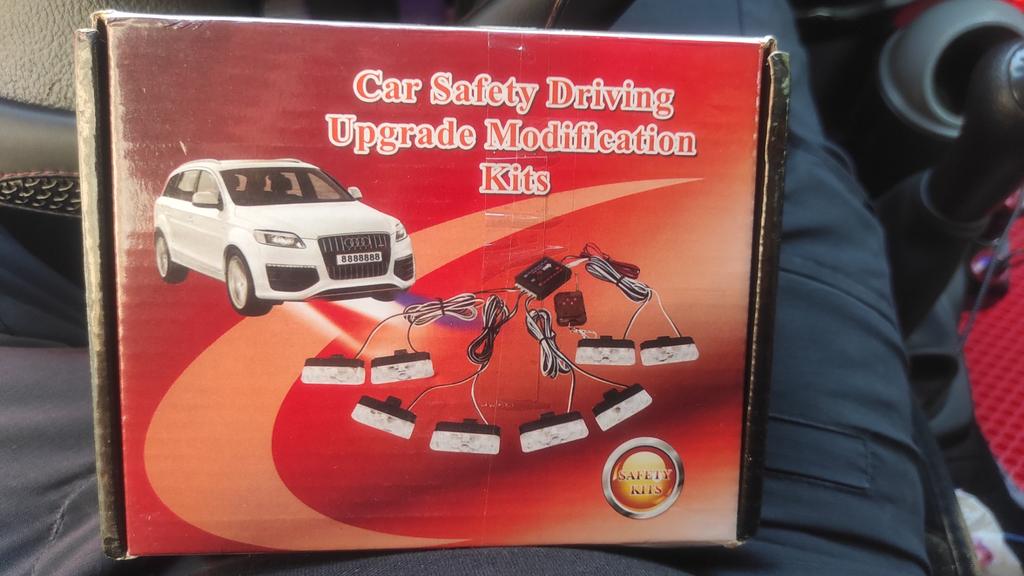 Car Safety Driving
Upgrade Modification
Kits
8888888
SAFETY
KITS